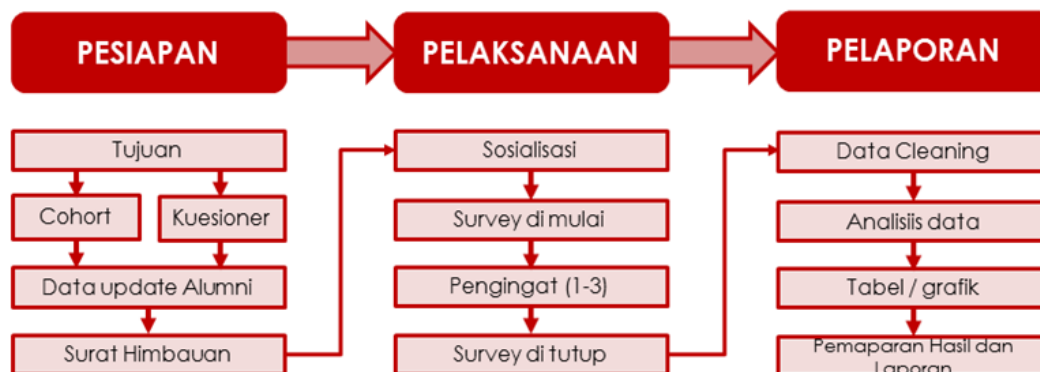 PESIAPAN
PELAKSANAAN
PELAPORAN
Tujuan
Cohort
Kuesioner
Data update Alumni
Surat Himbauan
Sosialisasi
Survey di mulai
Pengingat (1-3)
Survey di tutup
Data Cleaning
Analisiis data
Tabel / grafik
Pemaparan Hasil dan
Laporan